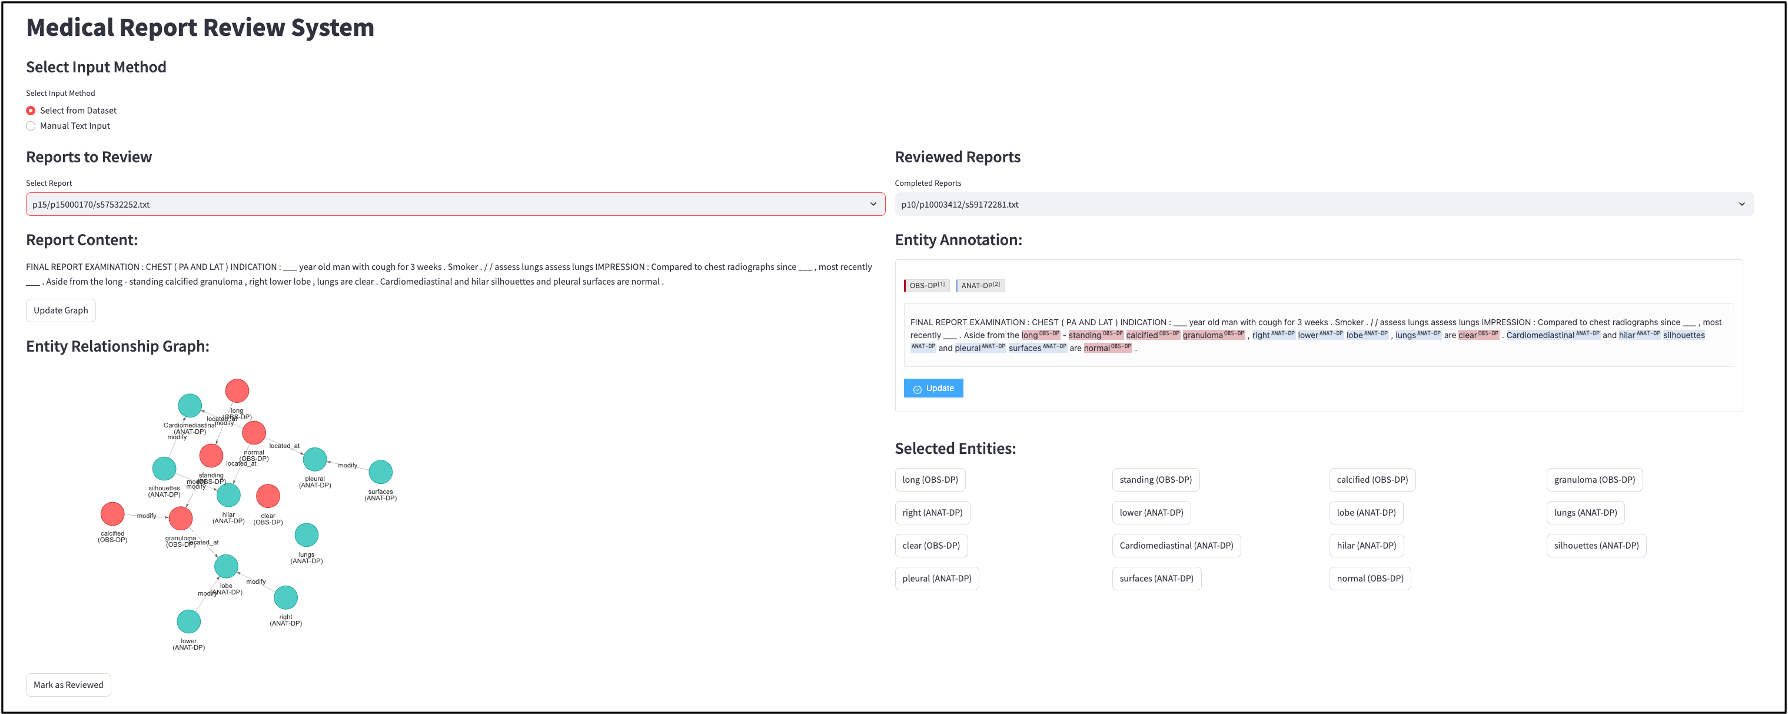 Medical Report Review System
Select Input Method
Select Input Method
Select from Dataset
Manual Text Input
Reports to Review
Select Report
p15/p15000170/s57532252.txt
Report Content:
FINAL REPORT EXAMINATION : CHEST ( PA AND LAT ) INDICATION : ___ year old man with cough for 3 weeks . Smoker . / / assess lungs assess lungs IMPRESSION : Compared to chest radiographs since ___ , most recently
___ . Aside from the long - standing calcified granuloma , right lower lobe , lungs are clear . Cardiomediastinal and hilar silhouettes and pleural surfaces are normal .
Update Graph
Entity Relationship Graph:
long
(OBS-DP)
Cardiomediastinal
(ANAT-DP)
located_at
modify
modify
normal
(OBS-DP)
located_at
located_at
standing
(OBS-DP)
silhouettes
(ANAT-DP)
modify
modify
pleural
(ANAT-DP)
modify
surfaces
(ANAT-DP)
hilar
(ANAT-DP)
clear
(OBS-DP)
calcified
(OBS-DP)
modify
granuloma
(OBS-DP)
located_at
lungs
(ANAT-DP)
lobe
(ANAT-DP)
modify
modify
right
(ANAT-DP)
lower
(ANAT-DP)
Mark as Reviewed
Reviewed Reports
Completed Reports
p10/p10003412/s59172281.txt
Entity Annotation:
OBS-DP[1] ANAT-DP[2]
FINAL REPORT EXAMINATION : CHEST ( PA AND LAT ) INDICATION : ___ year old man with cough for 3 weeks . Smoker . / / assess lungs assess lungs IMPRESSION : Compared to chest radiographs since ___ , most
recently ___ . Aside from the long OBS-DP - standing OBS-DP calcified OBS-DP granuloma OBS-DP , right ANAT-DP lower ANAT-DP lobe ANAT-DP , lungs ANAT-DP are clear OBS-DP . Cardiomediastinal ANAT-DP and hilar ANAT-DP silhouettes
ANAT-DP and pleural ANAT-DP surfaces ANAT-DP are normal OBS-DP .
Update
Selected Entities:
long (OBS-DP) standing (OBS-DP) calcified (OBS-DP) granuloma (OBS-DP)
right (ANAT-DP) lower (ANAT-DP) lobe (ANAT-DP) lungs (ANAT-DP)
clear (OBS-DP) Cardiomediastinal (ANAT-DP) hilar (ANAT-DP) silhouettes (ANAT-DP)
pleural (ANAT-DP) surfaces (ANAT-DP) normal (OBS-DP)